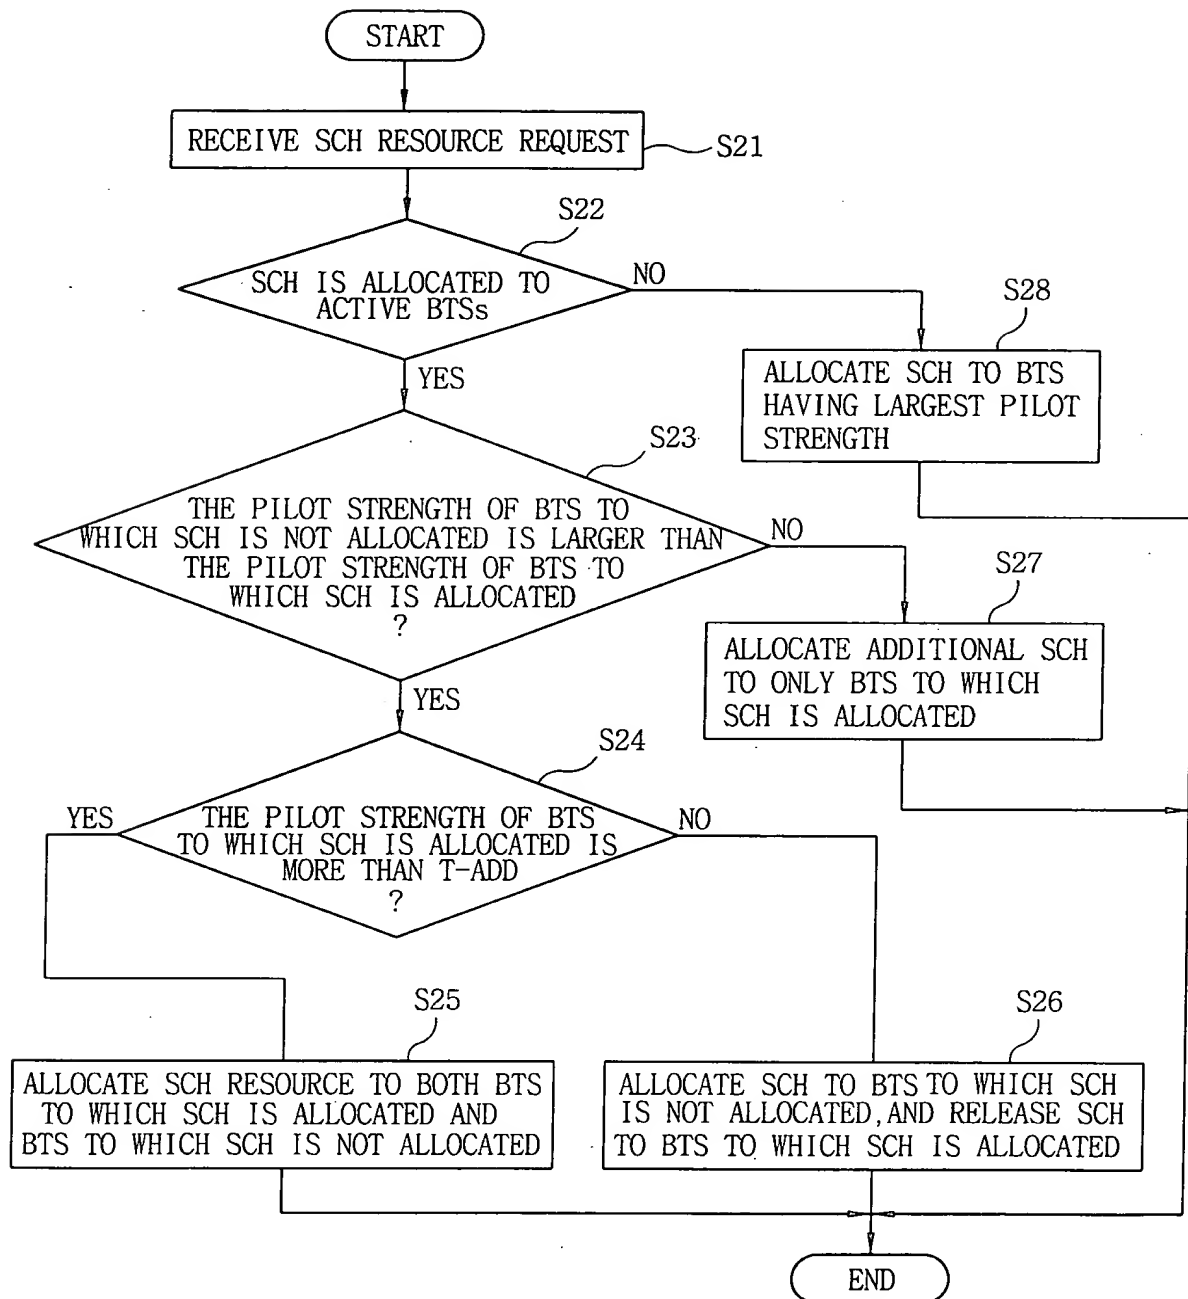 START
RECEIVE SCH RESOURCE REQUEST
S21
S22
SCH IS ALLOCATED TO
ACTIVE BTSs
NO
YES
S28
ALLOCATE SCH TO BTS
HAVING LARGEST PILOT
STRENGTH
S23
THE PILOT STRENGTH OF BTS TO
WHICH SCH IS NOT ALLOCATED IS LARGER THAN
THE PILOT STRENGTH OF BTS TO
WHICH SCH IS ALLOCATED
?
NO
YES
S27
ALLOCATE ADDITIONAL SCH
TO ONLY BTS TO WHICH
SCH IS ALLOCATED
S24
THE PILOT STRENGTH OF BTS
TO WHICH SCH IS ALLOCATED IS
MORE THAN T-ADD
?
YES
NO
S25
ALLOCATE SCH RESOURCE TO BOTH BTS
TO WHICH SCH IS ALLOCATED AND
BTS TO WHICH SCH IS NOT ALLOCATED
S26
ALLOCATE SCH TO BTS TO WHICH SCH
IS NOT ALLOCATED, AND RELEASE SCH
TO BTS TO WHICH SCH IS ALLOCATED
END